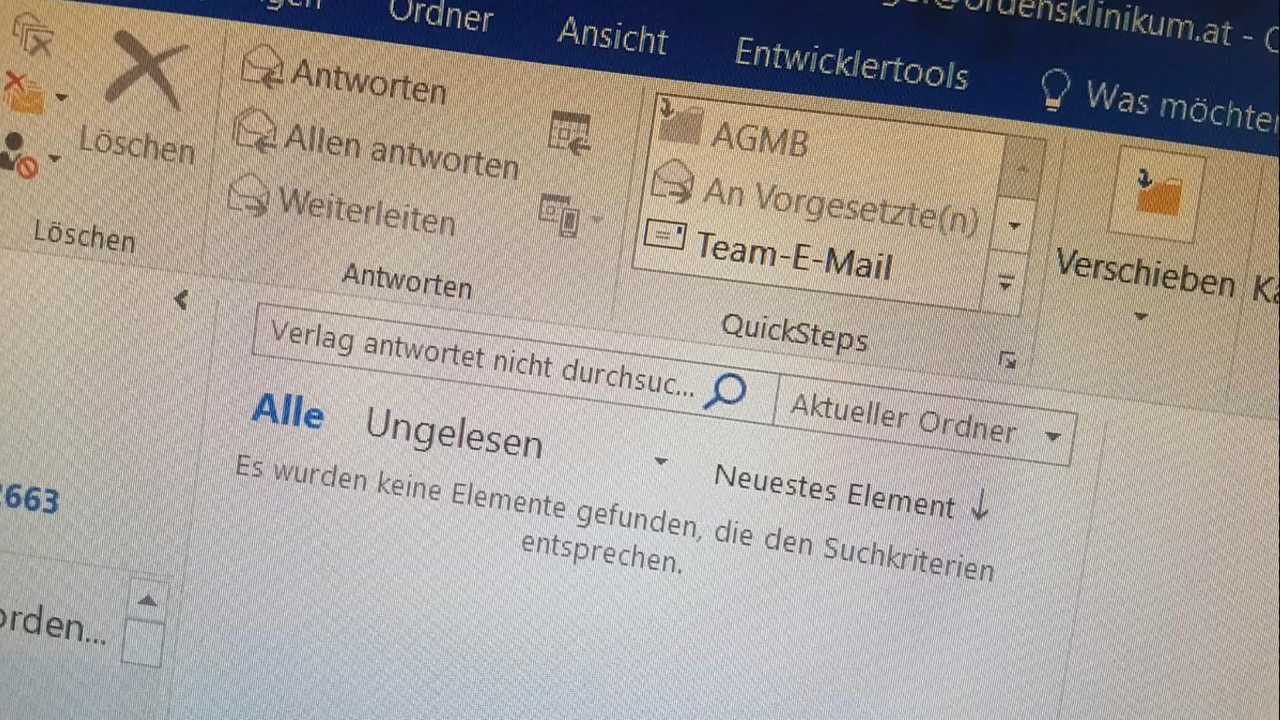 Ordner
Ansicht
Entwicklertools
Was möchten
ordensklinikum.at -
Löschen
Löschen
Antworten
Allen antworten
Weiterleiten
Antworten
AGMB
An Vorgesetzte(n)
Team-E-Mail
QuickSteps
Verschieben
Verlag antwortet nicht durchsuc...
Aktueller Ordner
Alle
Ungelesen
Neuestes Element ↓
Es wurden keine Elemente gefunden, die den Suchkriterien
entsprechen.
663
orden...